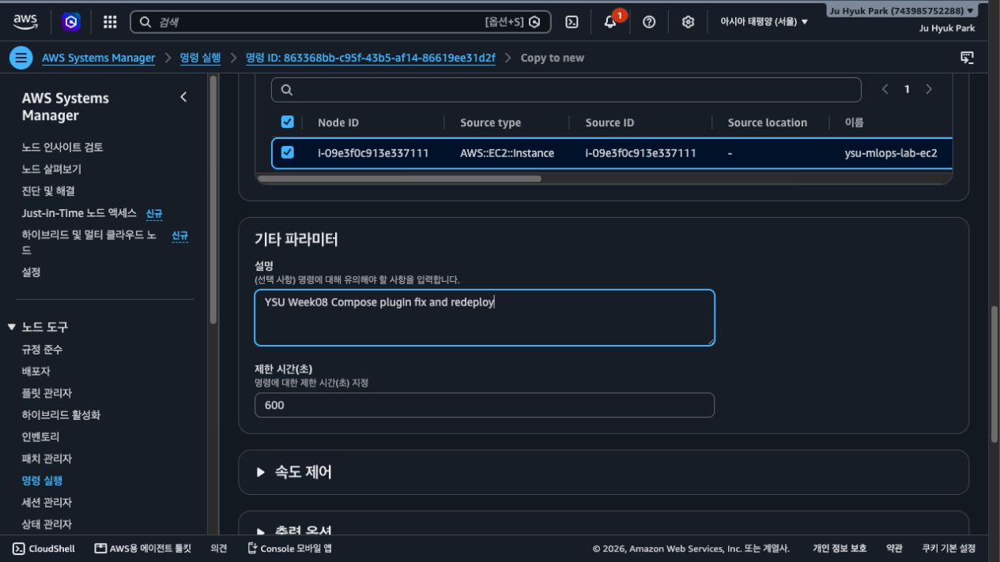 aws
검색
[옵션+S]
1
아시아 태평양 (서울) ▼
Ju Hyuk Park (743985752288) ▼
Ju Hyuk Park
AWS Systems Manager > 명령 실행 > 명령 ID: 863368bb-c95f-43b5-af14-86619ee31d2f > Copy to new
AWS Systems
Manager
노드 인사이트 검토
노드 살펴보기
진단 및 해결
Just-in-Time 노드 액세스 신규
하이브리드 및 멀티 클라우드 노 신규
드
설정
▼ 노드 도구
규정 준수
배포자
플릿 관리자
하이브리드 활성화
인벤토리
패치 관리자
명령 실행
세션 관리자
상태 관리자
1
Node ID Source type Source ID Source location 이름
i-09e3f0c913e337111 AWS::EC2::Instance i-09e3f0c913e337111 - ysu-mlops-lab-ec2
기타 파라미터
설명
(선택 사항) 명령에 대해 유의해야 할 사항을 입력합니다.
YSU Week08 Compose plugin fix and redeploy
제한 시간(초)
명령에 대한 제한 시간(초) 지정
600
▶ 속도 제어
▶ 출력 옵션
CloudShell AWS용 에이전트 툴킷 의견 Console 모바일 앱 © 2026, Amazon Web Services, Inc. 또는 계열사. 개인 정보 보호 약관 쿠키 기본 설정